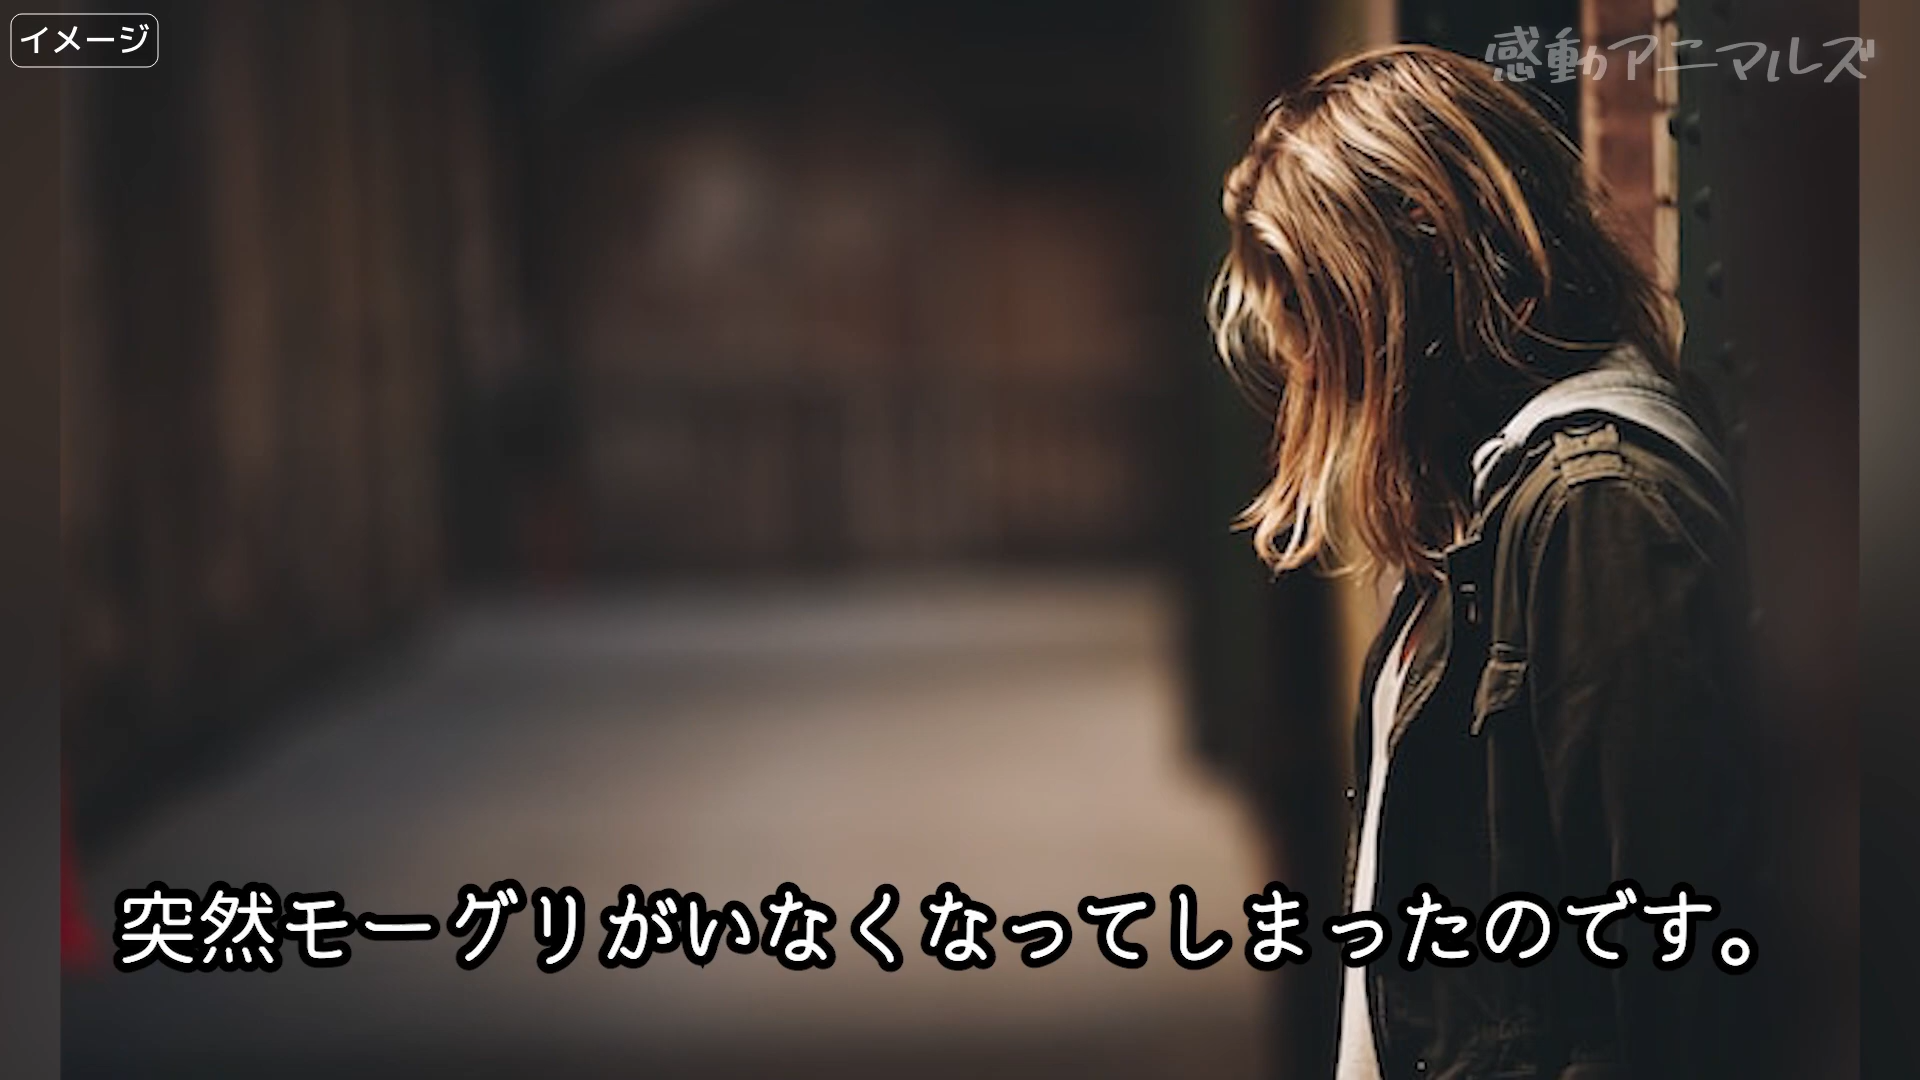 イメージ
感動アニマルズ
突然モーグリがいなくなってしまったのです。